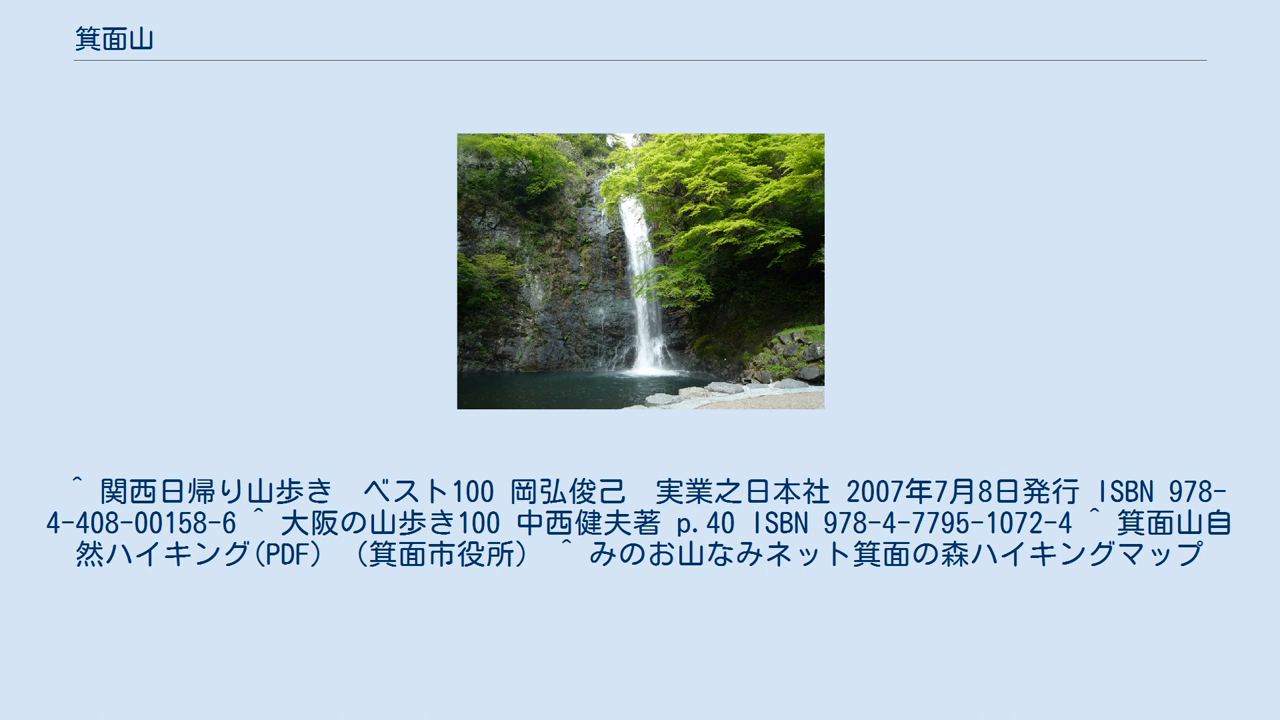 箕面山
^ 関西日帰り山歩き　ベスト100 岡弘俊己　実業之日本社 2007年7月8日発行 ISBN 978-
4-408-00158-6 ^ 大阪の山歩き100 中西健夫著 p.40 ISBN 978-4-7795-1072-4 ^ 箕面山自
然ハイキング(PDF) （箕面市役所） ^ みのお山なみネット箕面の森ハイキングマップ